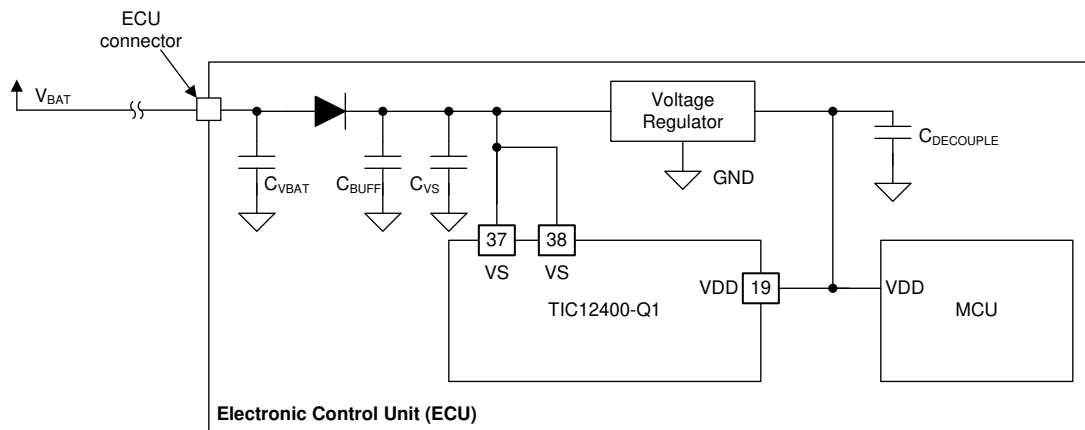 ECU
connector
V_BAT
Voltage
Regulator
C_DECOUPLE
C_VBAT
C_BUFF
C_VS
GND
37
38
VS
VS
VDD
19
VDD
TIC12400-Q1
MCU
Electronic Control Unit (ECU)